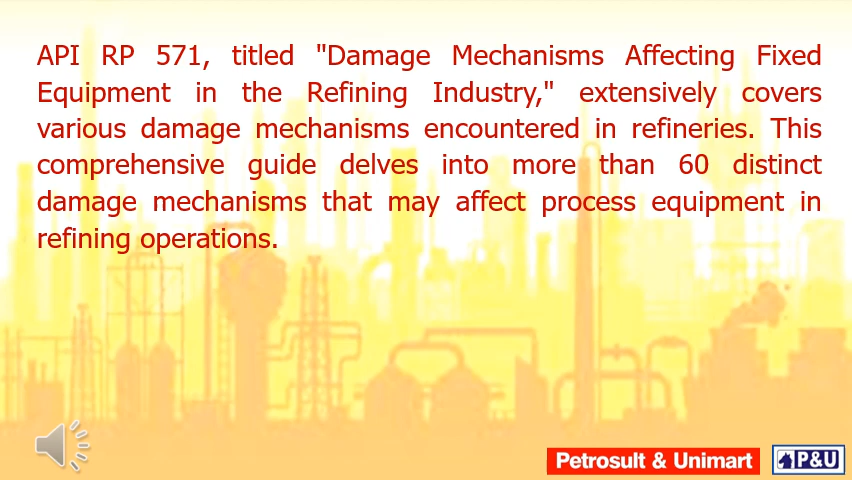 API RP 571, titled "Damage Mechanisms Affecting Fixed
Equipment in the Refining Industry," extensively covers
various damage mechanisms encountered in refineries. This
comprehensive guide delves into more than 60 distinct
damage mechanisms that may affect process equipment in
refining operations.
Petrosult & Unimart
P&U